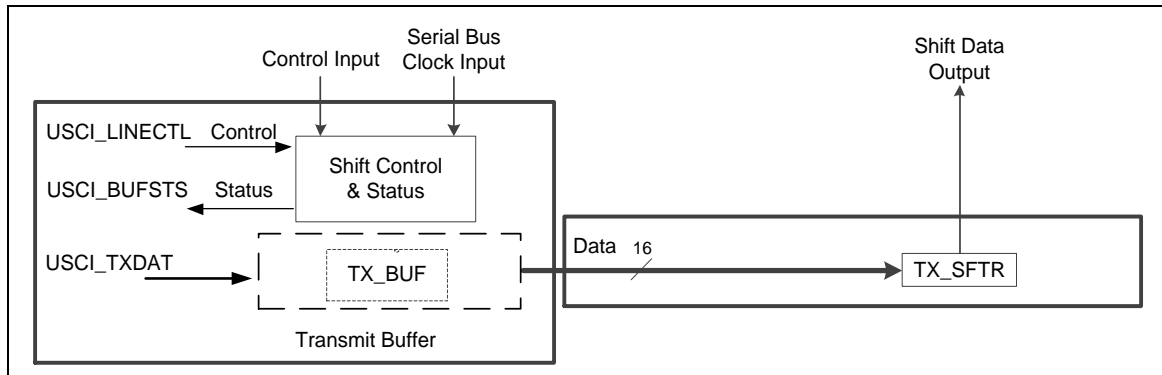 Control Input
Serial Bus
Clock Input
Shift Data
Output
USCI_LINECTL Control
Shift Control
& Status
USCI_BUFSTS Status
USCI_TXDAT
TX_BUF
Data 16
TX_SFTR
Transmit Buffer